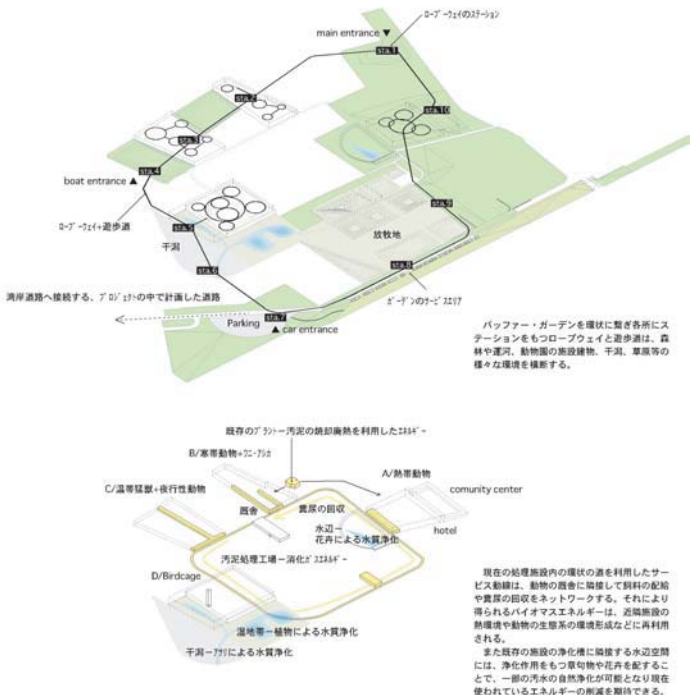 ロープーウェイのステーション
main entrance ▼
sta.1
sta.2
sta.10
sta.3
sta.4
boat entrance ▲
sta.9
sta.5
放牧地
ロープーウェイ+遊歩道
干潟
sta.6
sta.8
湾岸道路へ接続する、プロジェクトの中で計画した道路
ガーデンのサービスエリア
sta.7
Parking
▲ car entrance
バッファー・ガーデンを環状に繋ぎ各所にス
テーションをもつロープウェイと遊歩道は、森
林や運河、動物園の施設建物、干潟、草原等の
様々な環境を横断する。
既存のプラントー汚泥の焼却廃熱を利用したエネルギー
B/寒帯動物+ワニ・アシカ
A/熱帯動物
C/温帯猛獣+夜行性動物
comunity center
厩舎
糞尿の回収
水辺ー
花卉による水質浄化
hotel
汚泥処理工場ー消化ガスエネルギー
D/Birdcage
湿地帯ー植物による水質浄化
干潟ーアサリによる水質浄化
現在の処理施設内の環状の道を利用したサー
ビス動線は、動物の厩舎に隣接して飼料の配給
や糞尿の回収をネットワークする。それにより
得られるバイオマスエネルギーは、近隣施設の
熱環境や動物の生態系の環境形成などに再利用
される。
また既存の施設の浄化槽に隣接する水辺空間
には、浄化作用をもつ章句物や花卉を配するこ
とで、一部の汚水の自然浄化が可能となり現在
使われているエネルギーの削減を期待できる。